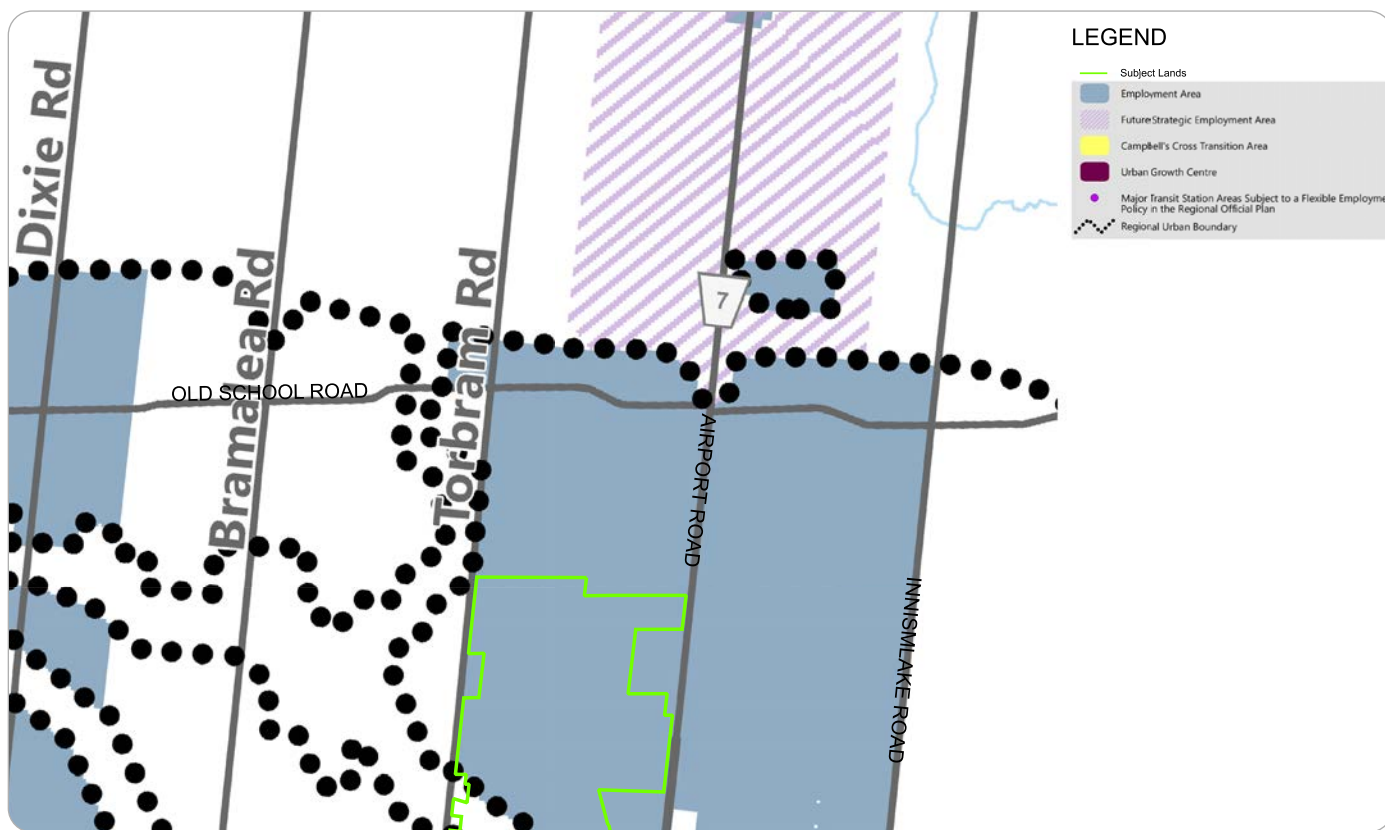 LEGEND
Subject Lands
Employment Area
Future Strategic Employment Area
Campbell's Cross Transition Area
Urban Growth Centre
Major Transit Station Areas Subject to a Flexible Employme
Policy in the Regional Official Plan
Regional Urban Boundary
Dixie Rd
Bramalea Rd
Torbram Rd
7
OLD SCHOOL ROAD
AIRPORT ROAD
INNISMLAKE ROAD